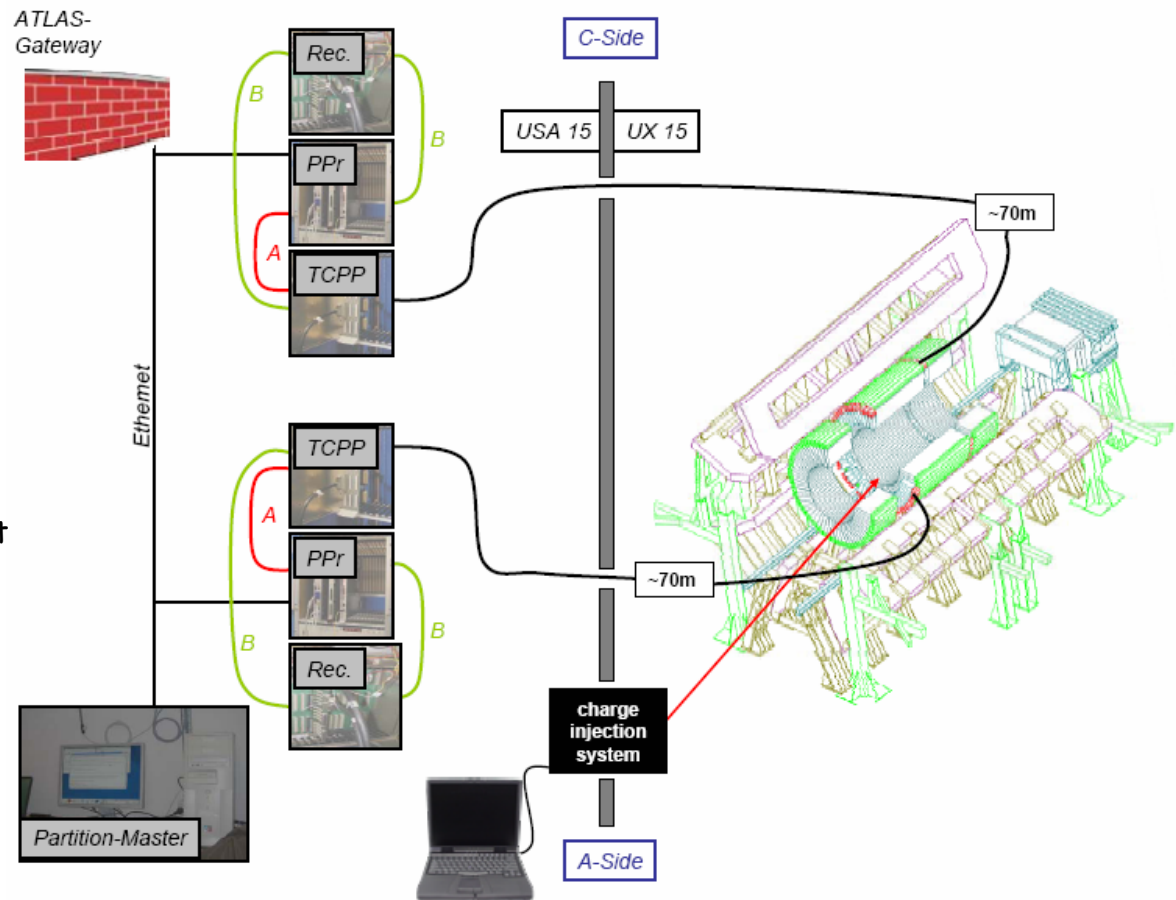 ATLAS-
Gateway
Rec.
B
B
PPr
A
TCPP
C-Side
USA 15
UX 15
~70m
Ethernet
TCPP
A
PPr
~70m
B
B
Rec.
charge
injection
system
Partition-Master
A-Side
t